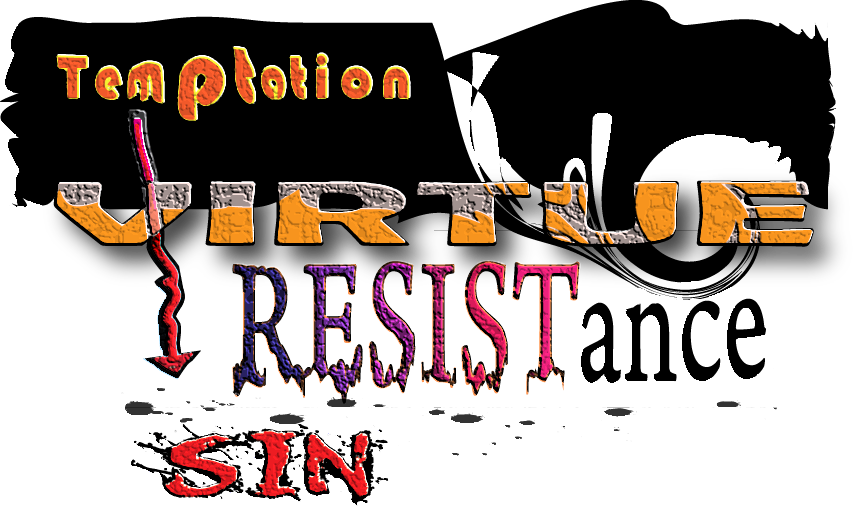 Temptation
VIRTUE
RESISTance
SIN